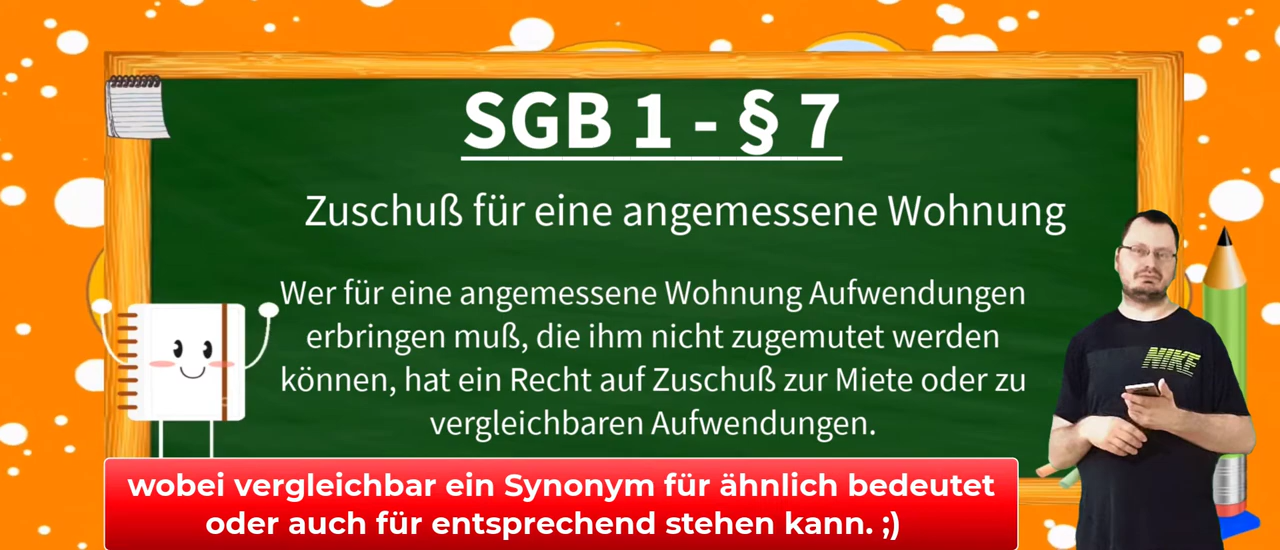 SGB 1 - § 7
Zuschuß für eine angemessene Wohnung
Wer für eine angemessene Wohnung Aufwendungen
erbringen muß, die ihm nicht zugemutet werden
können, hat ein Recht auf Zuschuß zur Miete oder zu
vergleichbaren Aufwendungen.
NIKE
wobei vergleichbar ein Synonym für ähnlich bedeutet
oder auch für entsprechend stehen kann. ;)